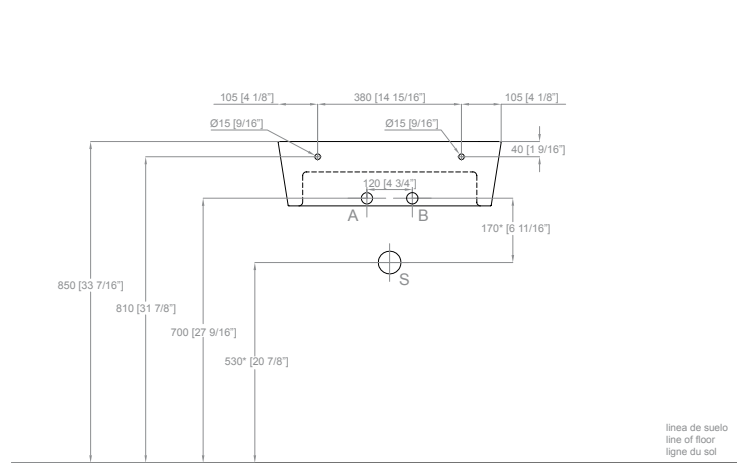 105 [4 1/8"]
380 [14 15/16"]
105 [4 1/8"]
Ø15 [9/16"]
Ø15 [9/16"]
40 [1 9/16"]
120 [4 3/4"]
A
B
170* [6 11/16"]
S
850 [33 7/16"]
810 [31 7/8"]
700 [27 9/16"]
530* [20 7/8"]
linea de suelo
line of floor
ligne du sol